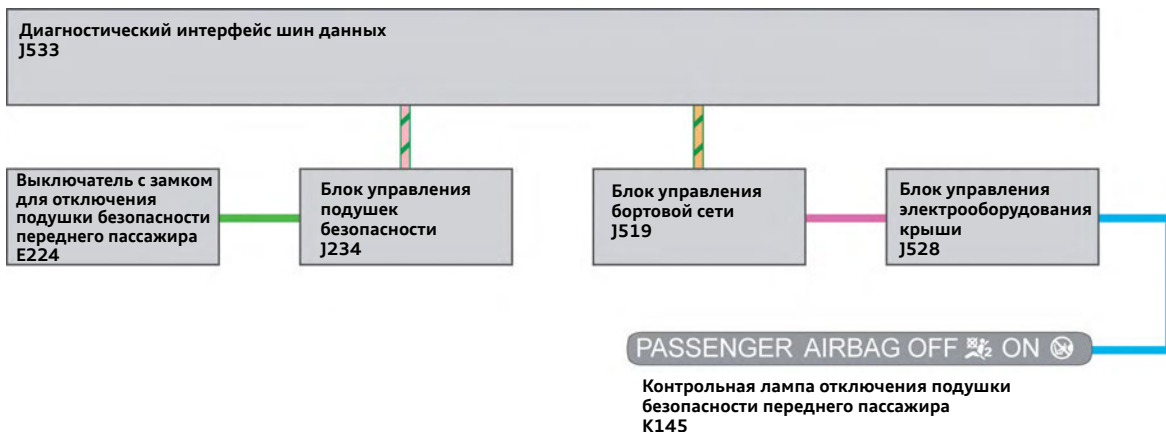 Диагностический интерфейс шин данных
J533
Выключатель с замком
для отключения
подушки безопасности
переднего пассажира
E224
Блок управления
подушек
безопасности
J234
Блок управления
бортовой сети
J519
Блок управления
электрооборудования
крыши
J528
PASSENGER AIRBAG OFF 2 ON
Контрольная лампа отключения подушки
безопасности переднего пассажира
K145